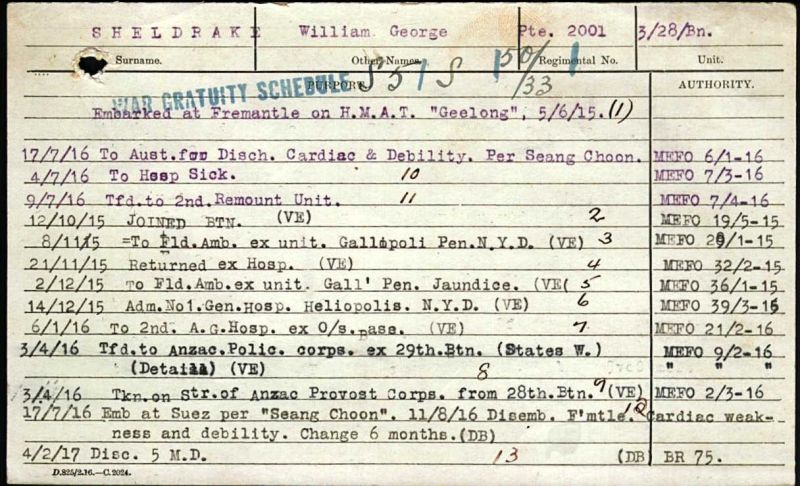 SHELDRAKE William George Pte. 2001 3/28/Bn.
Surname. Other Names. Regimental No. Unit.
S51 S 150/33 1
PURPORT. AUTHORITY.
WAR GRATUITY SCHEDULE
Embarked at Fremantle on H.M.A.T. "Geelong", 5/6/15. (1)
17/7/16 To Aust. for Disch. Cardiac & Debility. Per Seang Choon. MEFO 6/1-16
4/7/16 To Hosp Sick. 10 MEFO 7/3-16
9/7/16 Tfd. to 2nd. Remount Unit. 11 MEFO 7/4-16
12/10/15 JOINED BTN. (VE) 2 MEFO 19/5-15
8/11/15 =To Fld.Amb. ex unit. Gallipoli Pen.N.Y.D. (VE) 3 MEFO /1-15
21/11/15 Returned ex Hosp. (VE) 4 MEFO 32/2-15
2/12/15 To Fld.Amb.ex unit. Gall' Pen. Jaundice. (VE( 5 MEFO 36/1-15
14/12/15 Adm.No1.Gen.Hosp. Heliopolis. N.Y.D. (VE) 6 MEFO 39/3-15
6/1/16 To 2nd. A.G.Hosp. ex O/s.Base. (VE) 7 MEFO 21/2-16
3/4/16 Tfd.to Anzac.Polic. corps. ex 29th.Btn. (States W.) MEFO 9/2-16
(Detail) (VE) 8 " " "
3/4/16 Tkn.on Str.of Anzac Provost Corps. from 28th.Btn. 9 (VE) MEFO 2/3-16
17/7/16 Emb at Suez per "Seang Choon". 11/8/16 Disemb. F'mtle. 12 Cardiac weak-
ness and debility. Change 6 months.(DB)
4/2/17 Disc. 5 M.D. 13 (DB) BR 75.
D.825/2.16.—C.2024.